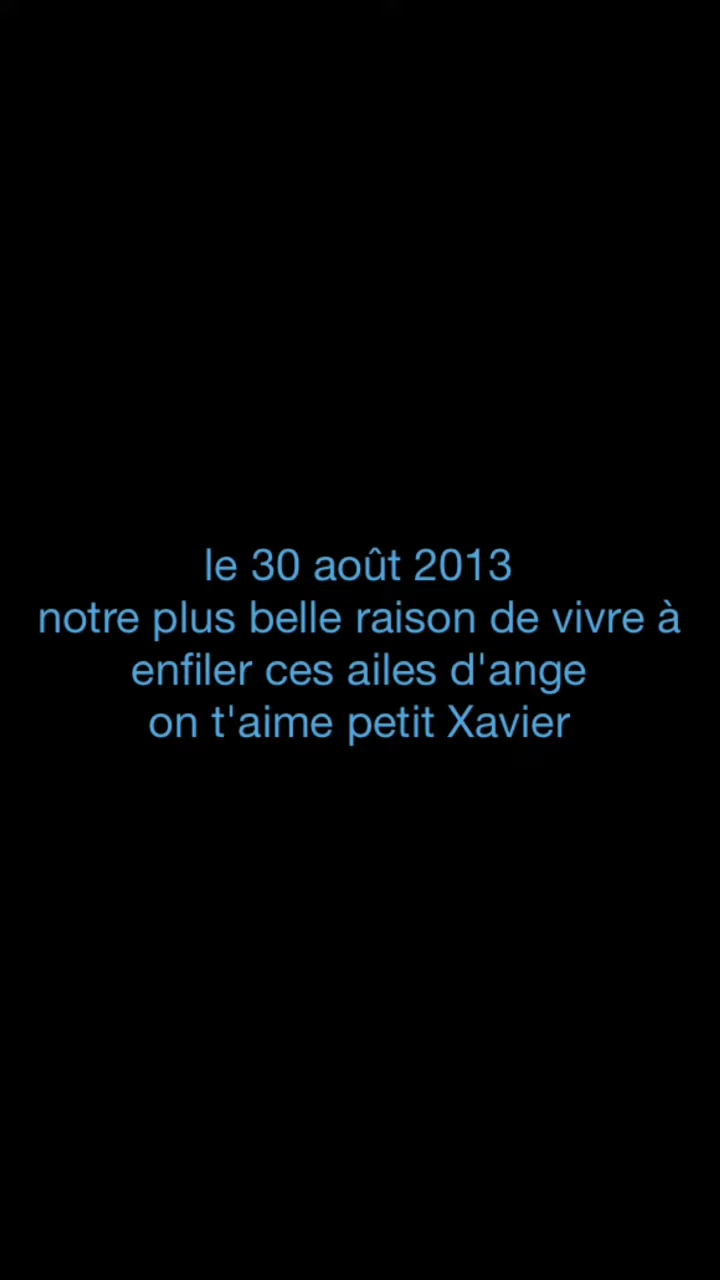 le 30 août 2013
notre plus belle raison de vivre à
enfiler ces ailes d'ange
on t'aime petit Xavier